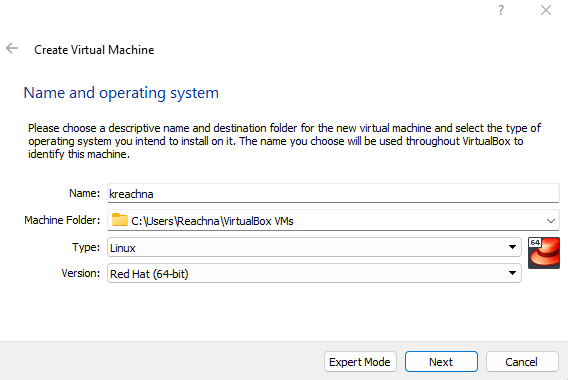 ?
Create Virtual Machine
Name and operating system
Please choose a descriptive name and destination folder for the new virtual machine and select the type of
operating system you intend to install on it. The name you choose will be used throughout VirtualBox to
identify this machine.
Name: kreachna
Machine Folder: C:\Users\Reachna\VirtualBox VMs
Type: Linux
64
Version: Red Hat (64-bit)
Expert Mode Next Cancel